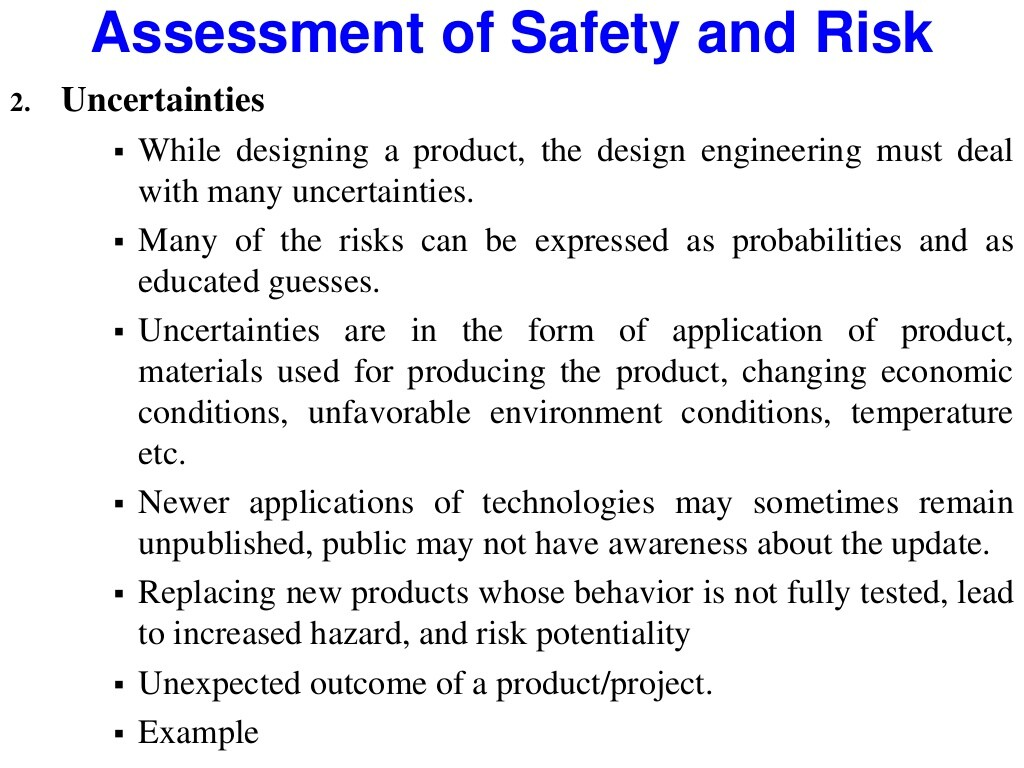 Assessment of Safety and Risk
2. Uncertainties
▪ While designing a product, the design engineering must deal
with many uncertainties.
▪ Many of the risks can be expressed as probabilities and as
educated guesses.
▪ Uncertainties are in the form of application of product,
materials used for producing the product, changing economic
conditions, unfavorable environment conditions, temperature
etc.
▪ Newer applications of technologies may sometimes remain
unpublished, public may not have awareness about the update.
▪ Replacing new products whose behavior is not fully tested, lead
to increased hazard, and risk potentiality
▪ Unexpected outcome of a product/project.
▪ Example